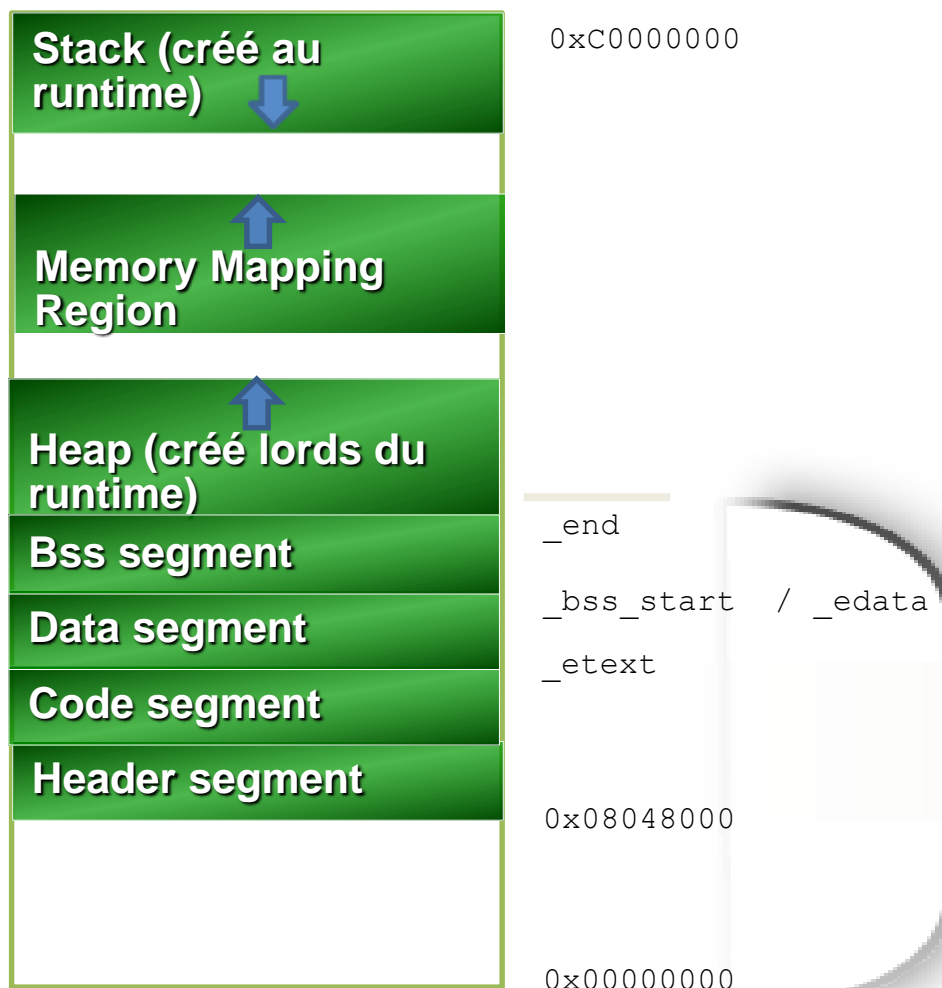 Stack (créé au
runtime)
0xC0000000
Memory Mapping
Region
Heap (créé lords du
runtime)
_end
Bss segment
_bss_start / _edata
Data segment
_etext
Code segment
Header segment
0x08048000
0x00000000